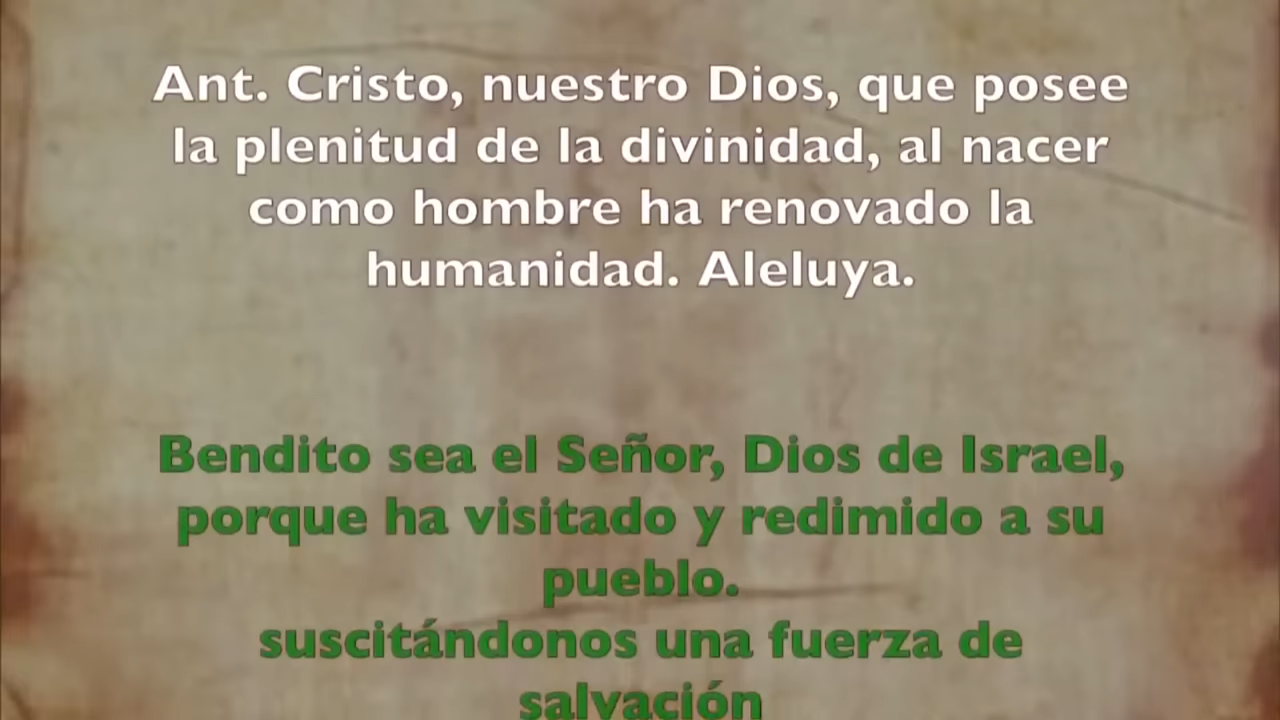 Ant. Cristo, nuestro Dios, que posee
la plenitud de la divinidad, al nacer
como hombre ha renovado la
humanidad. Aleluya.
Bendito sea el Señor, Dios de Israel,
porque ha visitado y redimido a su
pueblo.
suscitándonos una fuerza de
salvación